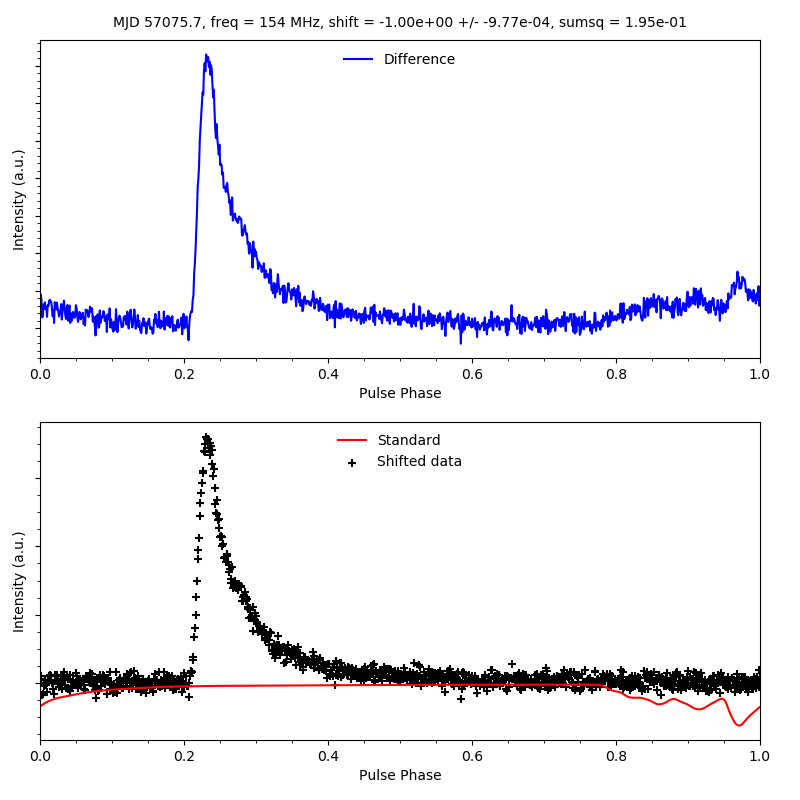 MJD 57075.7, freq = 154 MHz, shift = -1.00e+00 +/- -9.77e-04, sumsq = 1.95e-01
Difference
Intensity (a.u.)
0.0 0.2 0.4 0.6 0.8 1.0
Pulse Phase
Standard
Shifted data
Intensity (a.u.)
0.0 0.2 0.4 0.6 0.8 1.0
Pulse Phase